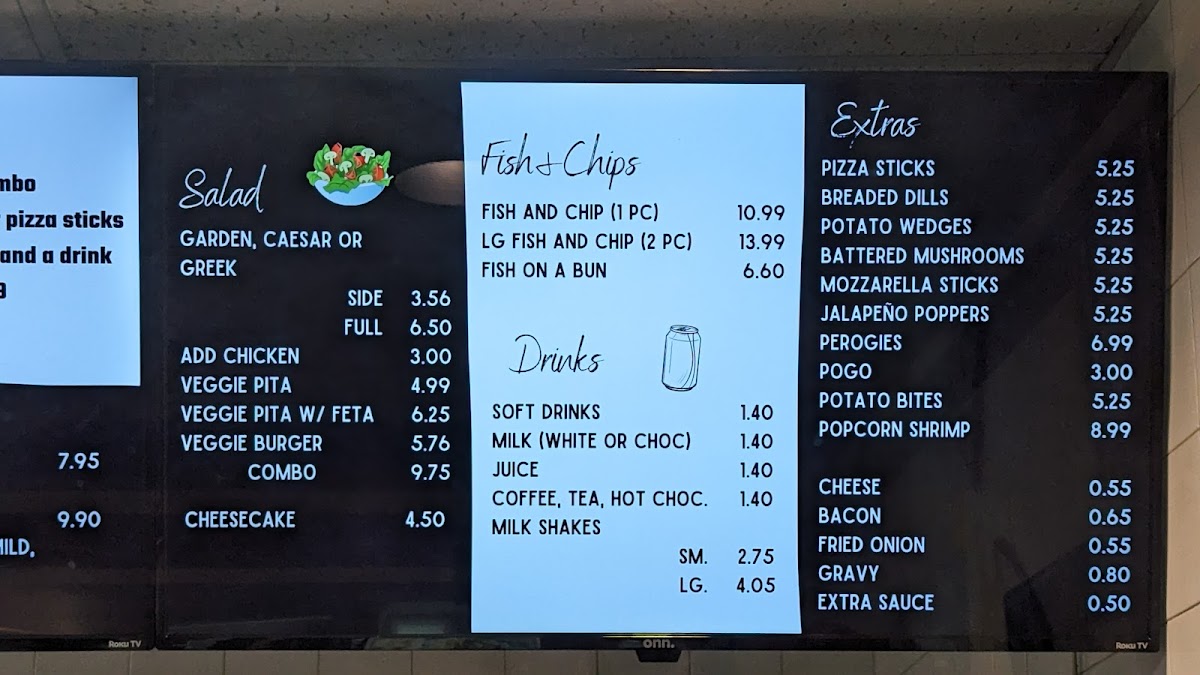 mbo
pizza sticks
and a drink
9
7.95
9.90
MILD,
Salad
GARDEN, CAESAR OR
GREEK
SIDE 3.56
FULL 6.50
ADD CHICKEN 3.00
VEGGIE PITA 4.99
VEGGIE PITA W/ FETA 6.25
VEGGIE BURGER 5.76
COMBO 9.75
CHEESECAKE 4.50
Fish & Chips
FISH AND CHIP (1 PC) 10.99
LG FISH AND CHIP (2 PC) 13.99
FISH ON A BUN 6.60
Drinks
SOFT DRINKS 1.40
MILK (WHITE OR CHOC) 1.40
JUICE 1.40
COFFEE, TEA, HOT CHOC. 1.40
MILK SHAKES
SM. 2.75
LG. 4.05
Extras
PIZZA STICKS 5.25
BREADED DILLS 5.25
POTATO WEDGES 5.25
BATTERED MUSHROOMS 5.25
MOZZARELLA STICKS 5.25
JALAPEÑO POPPERS 5.25
PEROGIES 6.99
POGO 3.00
POTATO BITES 5.25
POPCORN SHRIMP 8.99
CHEESE 0.55
BACON 0.65
FRIED ONION 0.55
GRAVY 0.80
EXTRA SAUCE 0.50
Roku TV
onn.
Roku TV